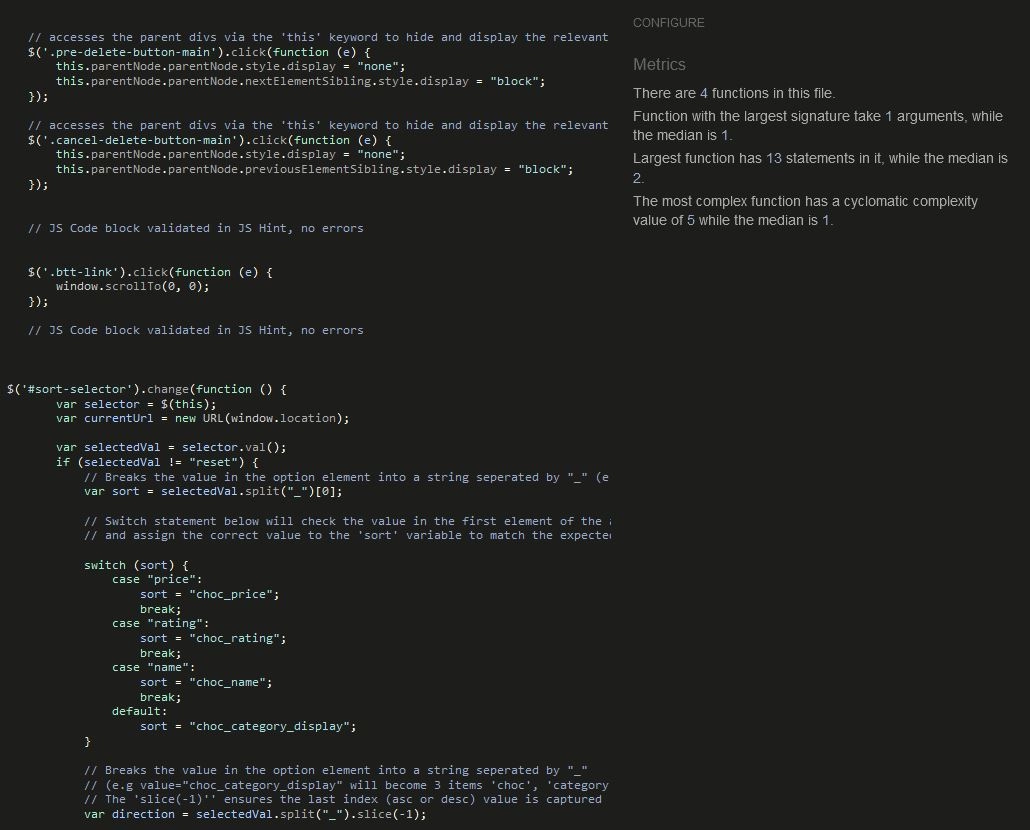 // accesses the parent divs via the 'this' keyword to hide and display the relevant
$('.pre-delete-button-main').click(function (e) {
this.parentNode.parentNode.style.display = "none";
this.parentNode.parentNode.nextElementSibling.style.display = "block";
});
// accesses the parent divs via the 'this' keyword to hide and display the relevant
$('.cancel-delete-button-main').click(function (e) {
this.parentNode.parentNode.style.display = "none";
this.parentNode.parentNode.previousElementSibling.style.display = "block";
});
// JS Code block validated in JS Hint, no errors
$('.btt-link').click(function (e) {
window.scrollTo(0, 0);
});
// JS Code block validated in JS Hint, no errors
$('#sort-selector').change(function () {
var selector = $(this);
var currentUrl = new URL(window.location);
var selectedVal = selector.val();
if (selectedVal != "reset") {
// Breaks the value in the option element into a string seperated by "_" (e
var sort = selectedVal.split("_")[0];
// Switch statement below will check the value in the first element of the
// and assign the correct value to the 'sort' variable to match the expected
switch (sort) {
case "price":
sort = "choc_price";
break;
case "rating":
sort = "choc_rating";
break;
case "name":
sort = "choc_name";
break;
default:
sort = "choc_category_display";
}
// Breaks the value in the option element into a string seperated by "_"
// (e.g value="choc_category_display" will become 3 items 'choc', 'category
// The 'slice(-1)'' ensures the last index (asc or desc) value is captured
var direction = selectedVal.split("_").slice(-1);
CONFIGURE
Metrics
There are 4 functions in this file.
Function with the largest signature take 1 arguments, while
the median is 1.
Largest function has 13 statements in it, while the median is
2.
The most complex function has a cyclomatic complexity
value of 5 while the median is 1.